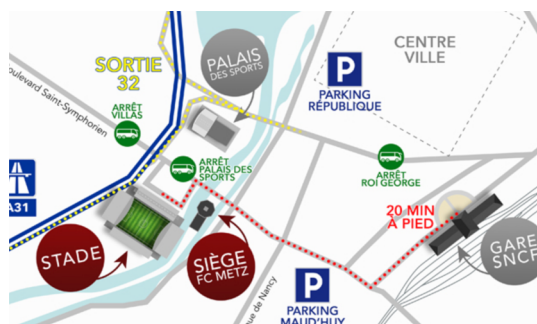 SORTIE
32
PALAIS
DES SPORTS
CENTRE
VILLE
Boulevard Saint-Symphorien
ARRÊT
VILLAS
P
PARKING
RÉPUBLIQUE
ARRÊT
PALAIS DES
SPORTS
ARRÊT
ROI GEORGE
A31
20 MIN
À PIED
STADE
SIÈGE
FC METZ
GARE
SNCF
P
PARKING
MAUD'HUY
rue de Nancy